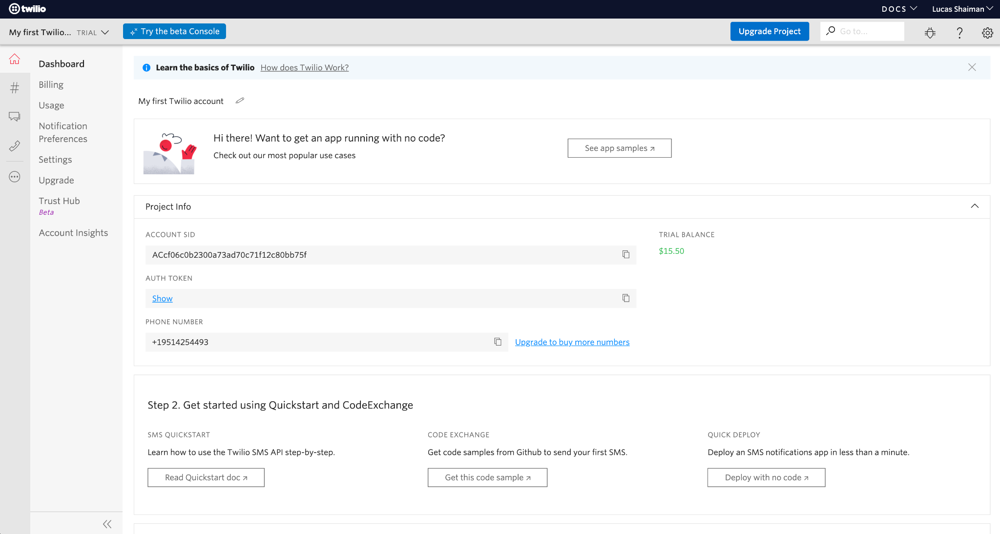 twilio
DOCS
Lucas Shaiman
My first Twilio... TRIAL
Try the beta Console
Upgrade Project
Go to...
Dashboard
Billing
Usage
Notification
Preferences
Settings
Upgrade
Trust Hub
Beta
Account Insights
Learn the basics of Twilio How does Twilio Work?
My first Twilio account
Hi there! Want to get an app running with no code?
Check out our most popular use cases
See app samples
Project Info
ACCOUNT SID
ACcf06c0b2300a73ad70c71f12c80bb75f
TRIAL BALANCE
$15.50
AUTH TOKEN
Show
PHONE NUMBER
+19514254493
Upgrade to buy more numbers
Step 2. Get started using Quickstart and CodeExchange
SMS QUICKSTART
Learn how to use the Twilio SMS API step-by-step.
Read Quickstart doc
CODE EXCHANGE
Get code samples from Github to send your first SMS.
Get this code sample
QUICK DEPLOY
Deploy an SMS notifications app in less than a minute.
Deploy with no code